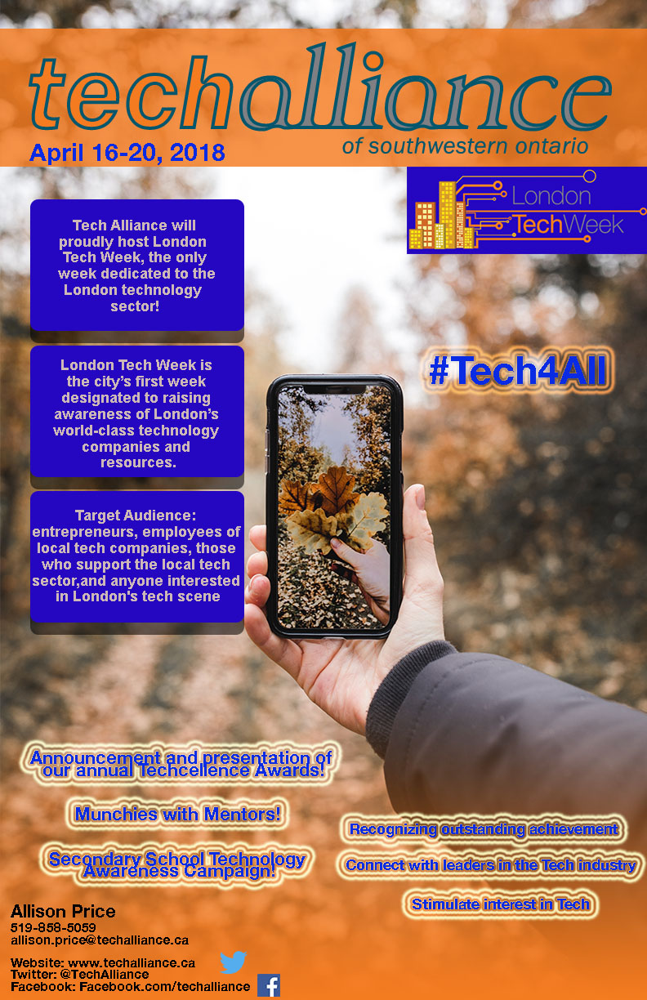 techalliance
of southwestern ontario
April 16-20, 2018
London
TechWeek
Tech Alliance will
proudly host London
Tech Week, the only
week dedicated to the
London technology
sector!
London Tech Week is
the city’s first week
designated to raising
awareness of London’s
world-class technology
companies and
resources.
Target Audience:
entrepreneurs, employees of
local tech companies, those
who support the local tech
sector,and anyone interested
in London's tech scene
#Tech4All
Announcement and presentation of
our annual Techcellence Awards!
Munchies with Mentors!
Secondary School Technology
Awareness Campaign!
Recognizing outstanding achievement
Connect with leaders in the Tech industry
Stimulate interest in Tech
Allison Price
519-858-5059
allison.price@techalliance.ca
Website: www.techalliance.ca
Twitter: @TechAlliance
Facebook: Facebook.com/techalliance